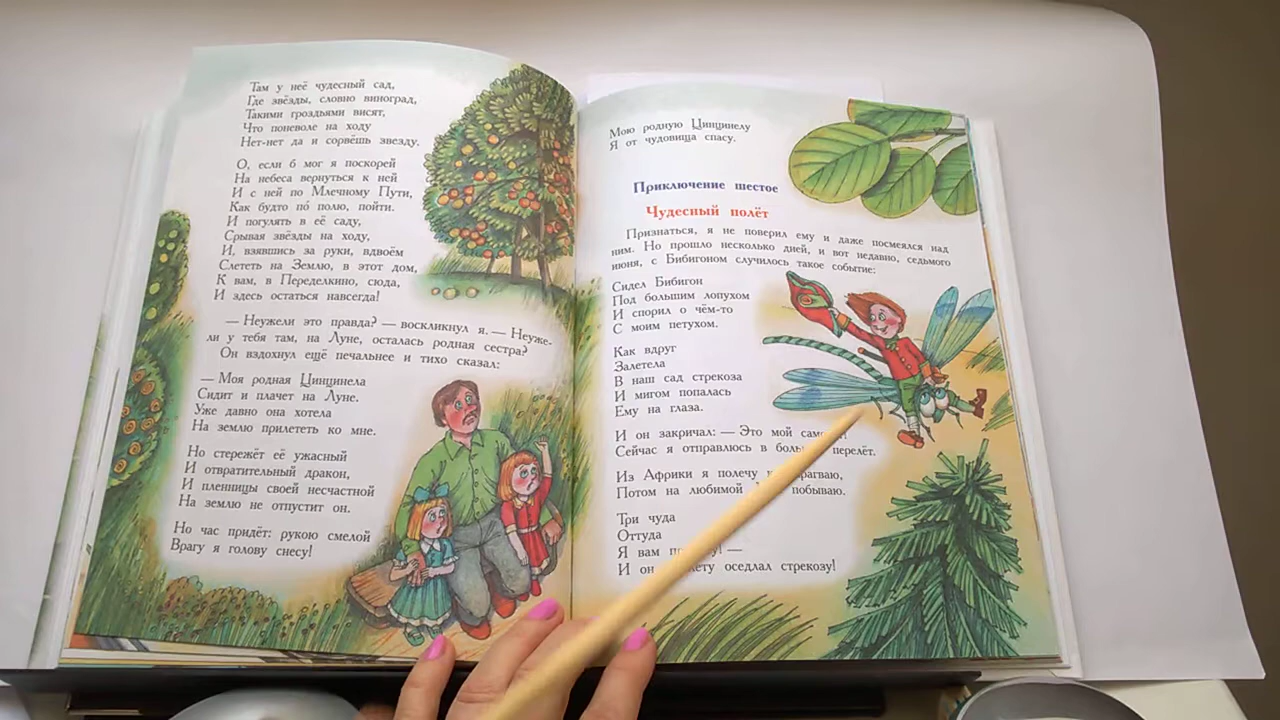 Там у неё чудесный сад,
Где звёзды, словно виноград,
Такими гроздьями висят,
Что поневоле на ходу
Нет-нет да и сорвёшь звезду.
О, если б мог я поскорей
На небеса вернуться к ней
И с ней по Млечному Пути,
Как будто по полю, пойти.
И погулять в её саду,
Срывая звёзды на ходу,
И, взявшись за руки, вдвоём
Слететь на Землю, в этот дом,
К вам, в Переделкино, сюда,
И здесь остаться навсегда!
— Неужели это правда? — воскликнул я. — Неуже-
ли у тебя там, на Луне, осталась родная сестра?
Он вздохнул ещё печальнее и тихо сказал:
— Моя родная Цинцинела
Сидит и плачет на Луне.
Уже давно она хотела
На землю прилететь ко мне.
Но стережёт её ужасный
И отвратительный дракон,
И пленницы своей несчастной
На землю не отпустит он.
Но час придёт: рукою смелой
Врагу я голову снесу!
Мою родную Цинцинелу
Я от чудовища спасу.
Приключение шестое
Чудесный полёт
Признаться, я не поверил ему и даже посмеялся над
ним. Но прошло несколько дней, и вот недавно, седьмого
июня, с Бибигоном случилось такое событие:
Сидел Бибигон
Под большим лопухом
И спорил о чём-то
С моим петухом.
Как вдруг
Залетела
В наш сад стрекоза
И мигом попалась
Ему на глаза.
И он закричал: — Это мой
Сейчас я отправлюсь в перелёт.
Из Африки я полечу
Потом на любимой побываю.
Три чуда
Оттуда
Я вам —
И он оседлал стрекозу!